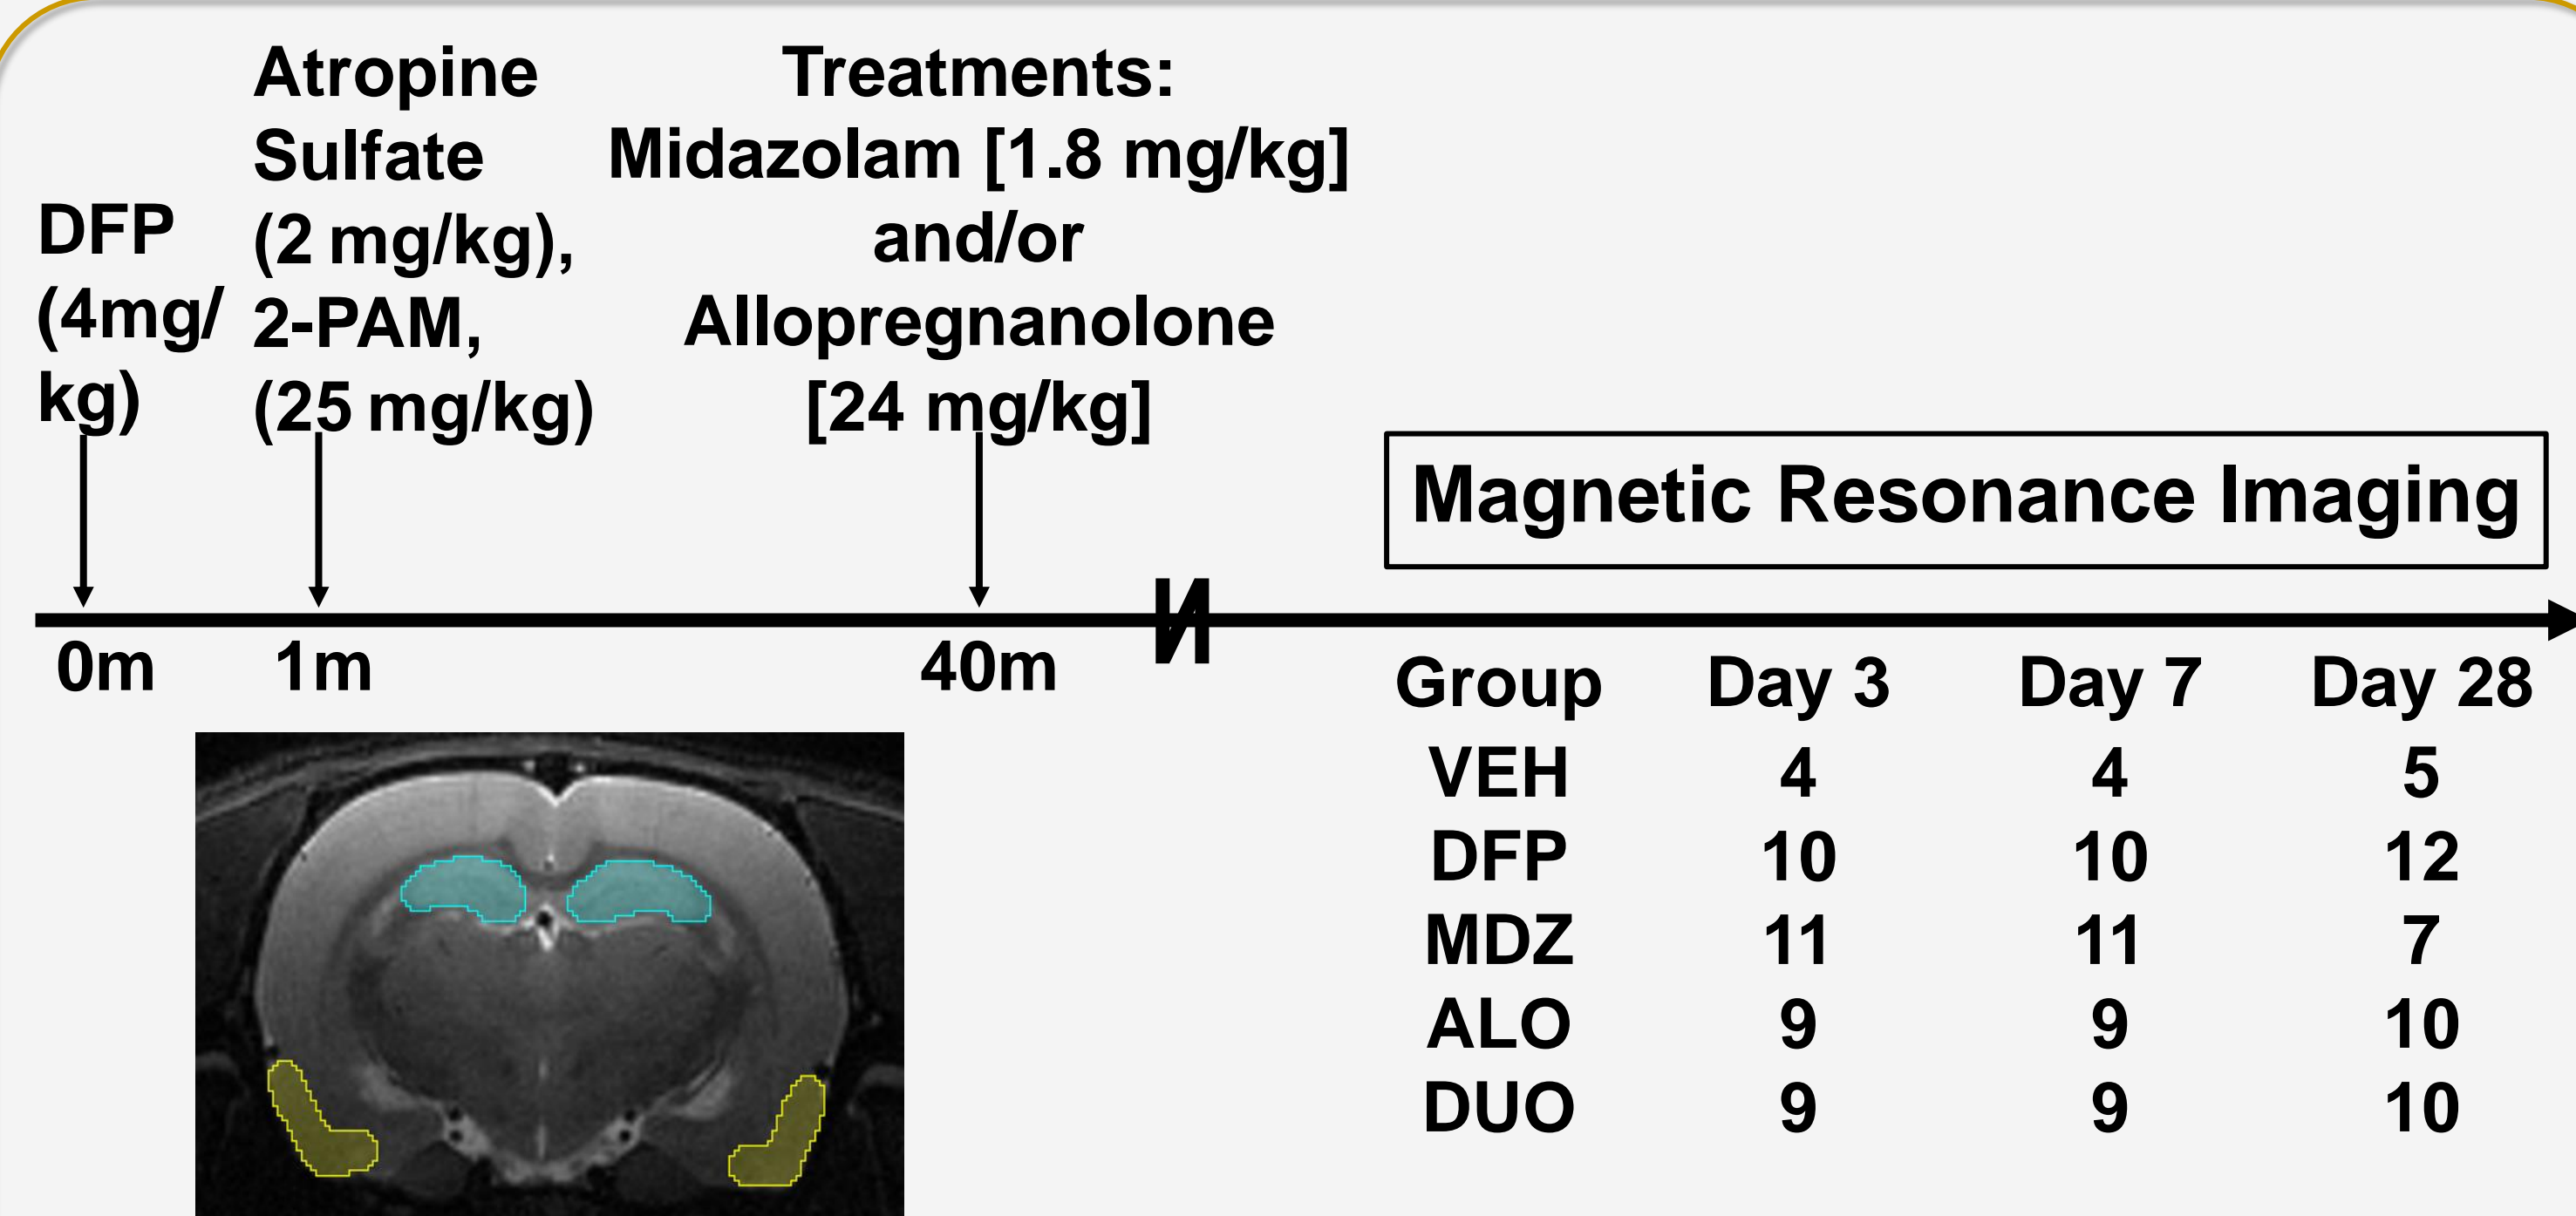 DFP
(4mg/
kg)
Atropine
Sulfate
(2 mg/kg),
2-PAM,
(25 mg/kg)
Treatments:
Midazolam [1.8 mg/kg]
and/or
Allopregnanolone
[24 mg/kg]
Magnetic Resonance Imaging
0m 1m 40m
Group Day 3 Day 7 Day 28
VEH 4 4 5
DFP 10 10 12
MDZ 11 11 7
ALO 9 9 10
DUO 9 9 10